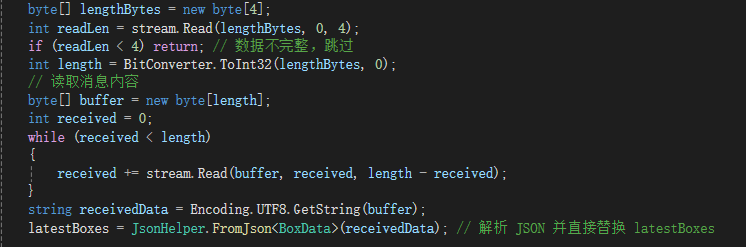 byte[] lengthBytes = new byte[4];
int readLen = stream.Read(lengthBytes, 0, 4);
if (readLen < 4) return; // 数据不完整，跳过
int length = BitConverter.ToInt32(lengthBytes, 0);
// 读取消息内容
byte[] buffer = new byte[length];
int received = 0;
while (received < length)
{
    received += stream.Read(buffer, received, length - received);
}
string receivedData = Encoding.UTF8.GetString(buffer);
latestBoxes = JsonHelper.FromJson<BoxData>(receivedData); // 解析 JSON 并直接替换 latestBoxes